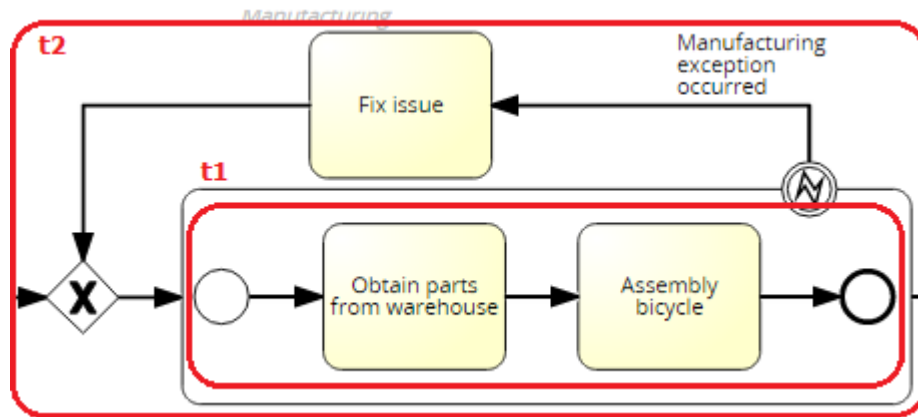 Manufacturing
t2
Manufacturing
exception
occurred
Fix issue
t1
X
Obtain parts
from warehouse
Assembly
bicycle